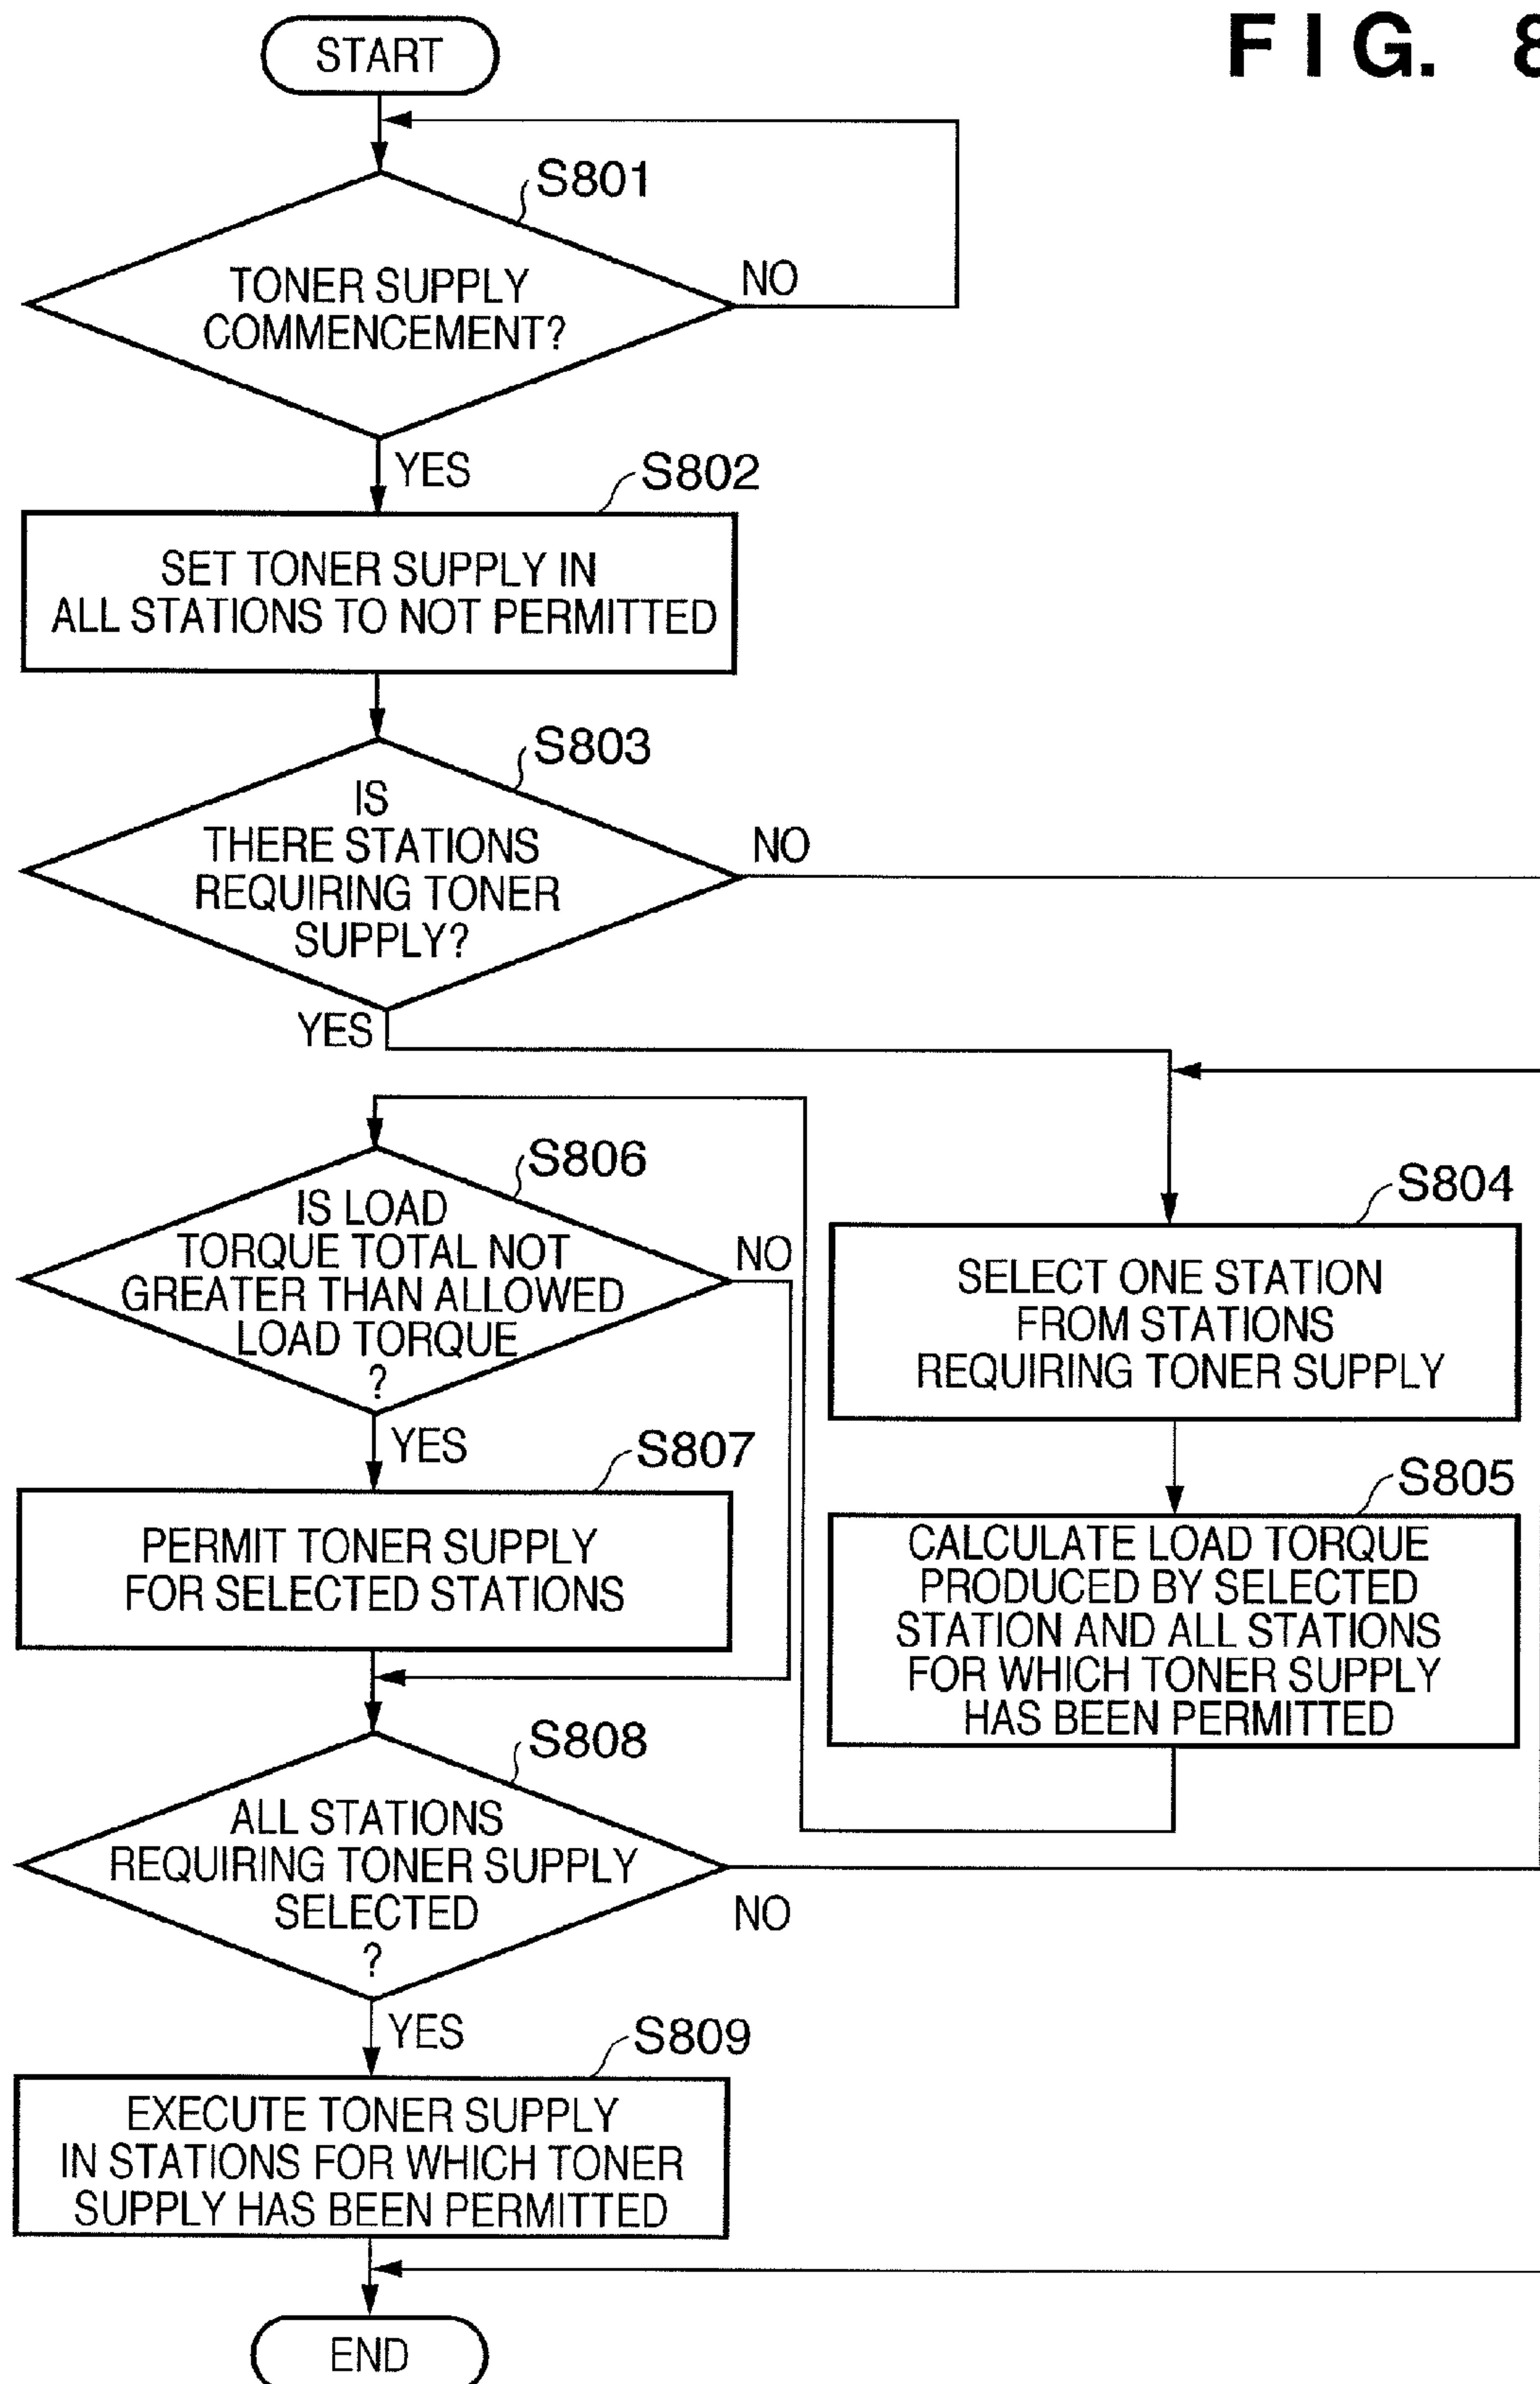 FIG. 8
START
S801
TONER SUPPLY
COMMENCEMENT?
NO
YES
S802
SET TONER SUPPLY IN
ALL STATIONS TO NOT PERMITTED
S803
IS
THERE STATIONS
REQUIRING TONER
SUPPLY?
NO
YES
S806
IS LOAD
TORQUE TOTAL NOT
GREATER THAN ALLOWED
LOAD TORQUE
?
NO
YES
S804
SELECT ONE STATION
FROM STATIONS
REQUIRING TONER SUPPLY
S805
CALCULATE LOAD TORQUE
PRODUCED BY SELECTED
STATION AND ALL STATIONS
FOR WHICH TONER SUPPLY
HAS BEEN PERMITTED
S807
PERMIT TONER SUPPLY
FOR SELECTED STATIONS
S808
ALL STATIONS
REQUIRING TONER SUPPLY
SELECTED
?
NO
YES
S809
EXECUTE TONER SUPPLY
IN STATIONS FOR WHICH TONER
SUPPLY HAS BEEN PERMITTED
END